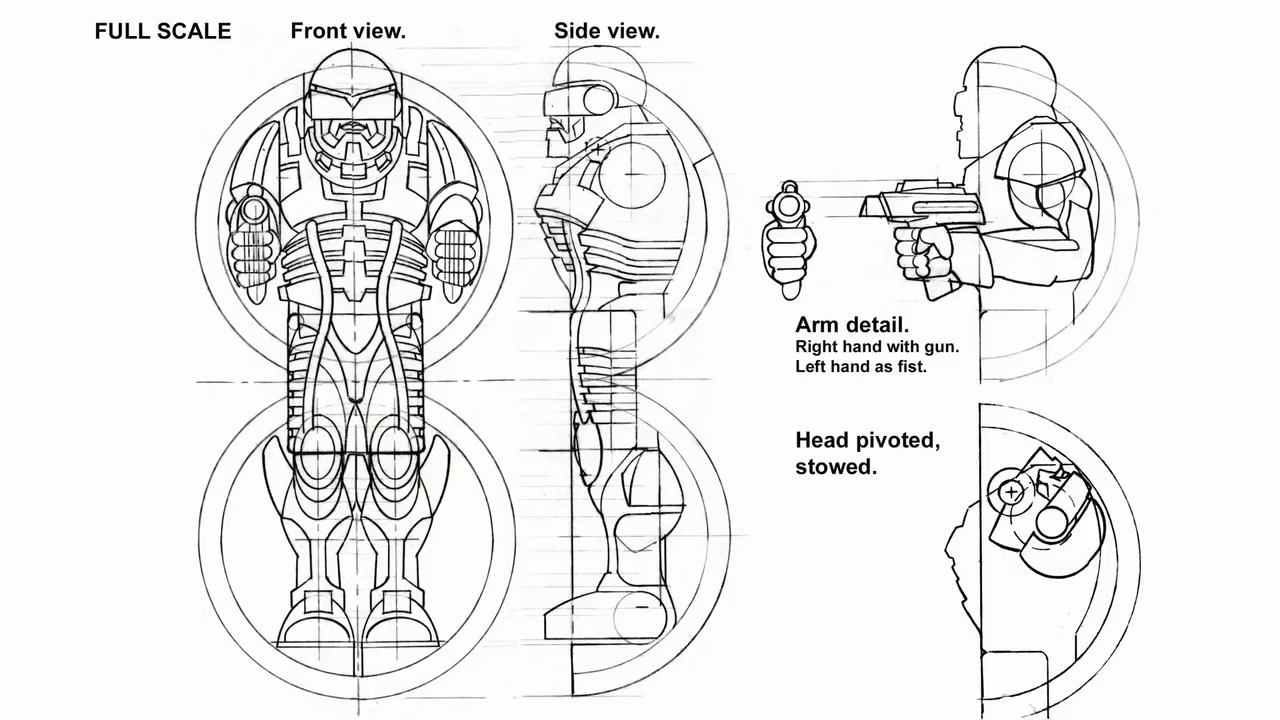 FULL SCALE
Front view.
Side view.
Arm detail.
Right hand with gun.
Left hand as fist.
Head pivoted,
stowed.